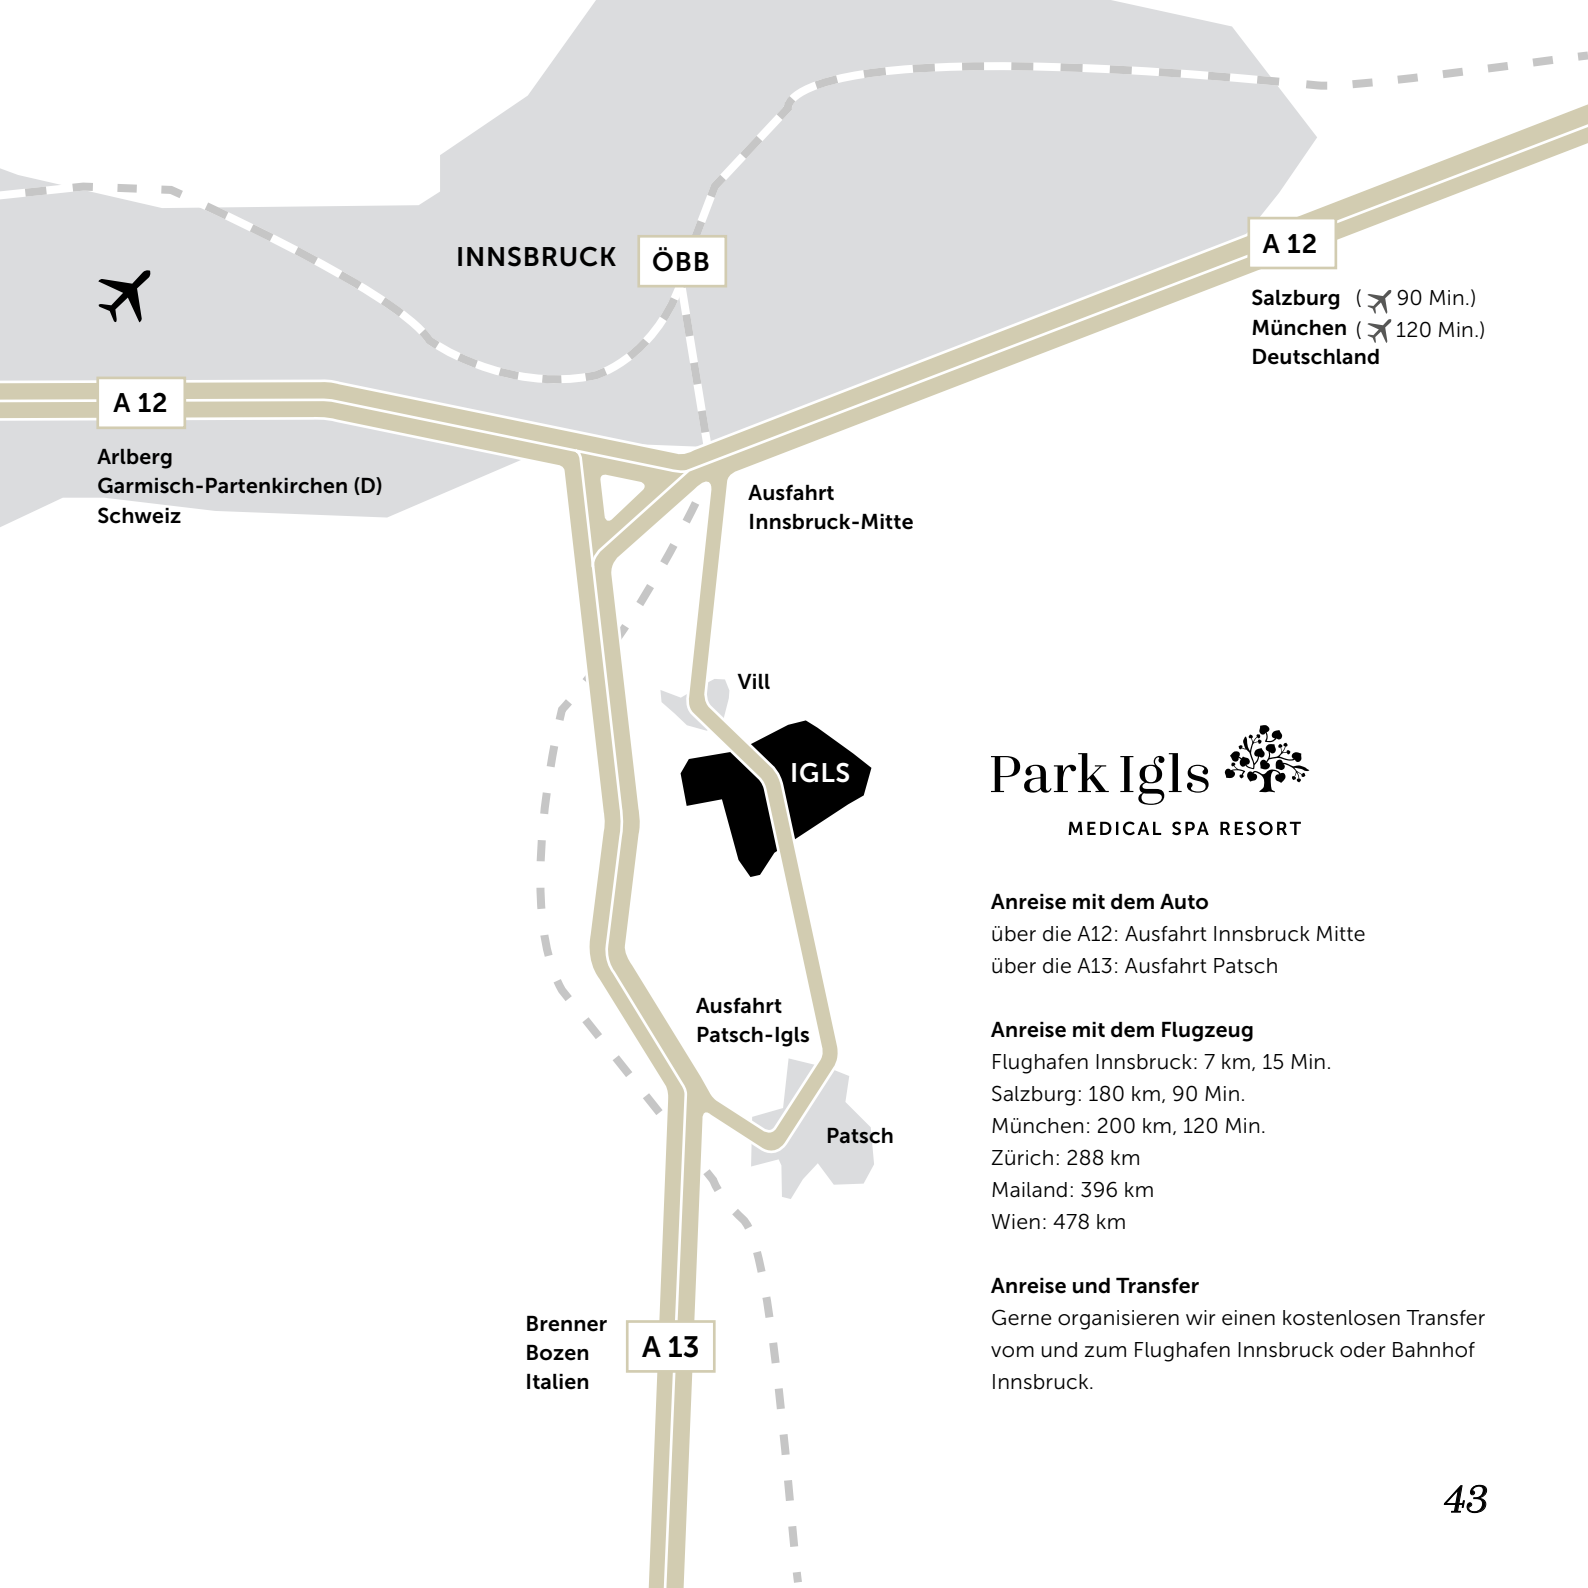 INNSBRUCK
ÖBB
A 12
Salzburg ( 90 Min.)
München ( 120 Min.)
Deutschland
A 12
Arlberg
Garmisch-Partenkirchen (D)
Schweiz
Ausfahrt
Innsbruck-Mitte
Vill
IGLS
Park Igls
MEDICAL SPA RESORT
Anreise mit dem Auto
über die A12: Ausfahrt Innsbruck Mitte
über die A13: Ausfahrt Patsch
Ausfahrt
Patsch-Igls
Anreise mit dem Flugzeug
Flughafen Innsbruck: 7 km, 15 Min.
Salzburg: 180 km, 90 Min.
München: 200 km, 120 Min.
Zürich: 288 km
Mailand: 396 km
Wien: 478 km
Patsch
Anreise und Transfer
Gerne organisieren wir einen kostenlosen Transfer
vom und zum Flughafen Innsbruck oder Bahnhof
Innsbruck.
Brenner
Bozen
Italien
A 13
43